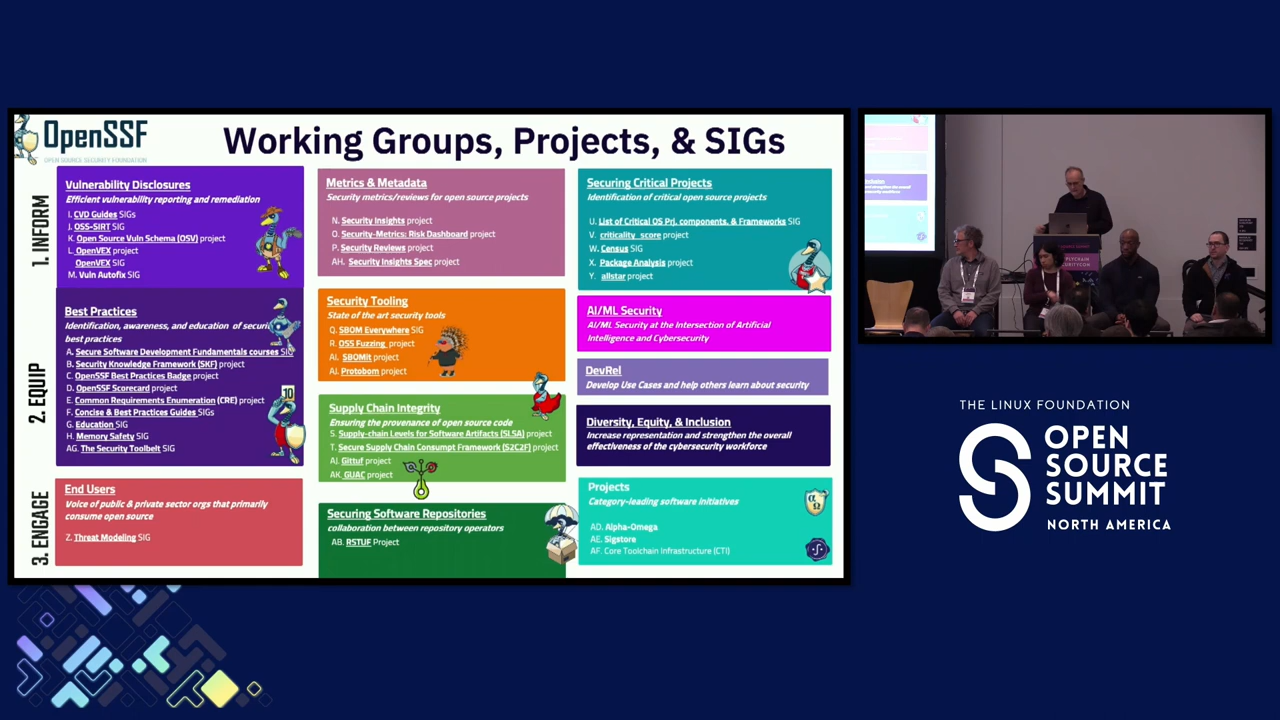 OpenSSF
OPEN SOURCE SECURITY FOUNDATION
Working Groups, Projects, & SIGs
1. INFORM
Vulnerability Disclosures
Efficient vulnerability reporting and remediation
I. CVD Guides SIGs
J. OSS-SIRT SIG
K. Open Source Vuln Schema (OSV) project
L. OpenVEX project
OpenVEX SIG
M. Vuln Autofix SIG
Metrics & Metadata
Security metrics/reviews for open source projects
N. Security Insights project
O. Security-Metrics: Risk Dashboard project
P. Security Reviews project
AH. Security Insights Spec project
Securing Critical Projects
Identification of critical open source projects
U. List of Critical OS Prj, components, & Frameworks SIG
V. criticality_score project
W. Census SIG
X. Package Analysis project
Y. allstar project
2. EQUIP
Best Practices
Identification, awareness, and education of securi
best practices
A. Secure Software Development Fundamentals courses SIG
B. Security Knowledge Framework (SKF) project
C. OpenSSF Best Practices Badge project
D. OpenSSF Scorecard project
E. Common Requirements Enumeration (CRE) project
F. Concise & Best Practices Guides SIGs
G. Education SIG
H. Memory Safety SIG
AG. The Security Toolbelt SIG
10
Security Tooling
State of the art security tools
Q. SBOM Everywhere SIG
R. OSS Fuzzing project
AI. SBOMit project
AJ. Protobom project
Supply Chain Integrity
Ensuring the provenance of open source code
S. Supply-chain Levels for Software Artifacts (SLSA) project
T. Secure Supply Chain Consumpt Framework (S2C2F) project
AJ. Gittuf project
AK. GUAC project
AI/ML Security
AI/ML Security at the Intersection of Artificial
Intelligence and Cybersecurity
DevRel
Develop Use Cases and help others learn about security
Diversity, Equity, & Inclusion
Increase representation and strengthen the overall
effectiveness of the cybersecurity workforce
3. ENGAGE
End Users
Voice of public & private sector orgs that primarily
consume open source
Z. Threat Modeling SIG
Securing Software Repositories
collaboration between repository operators
AB. RSTUF Project
Projects
Category-leading software initiatives
AD. Alpha-Omega
AE. Sigstore
AF. Core Toolchain Infrastructure (CTI)
THE LINUX FOUNDATION
OPEN
SOURCE
SUMMIT
NORTH AMERICA